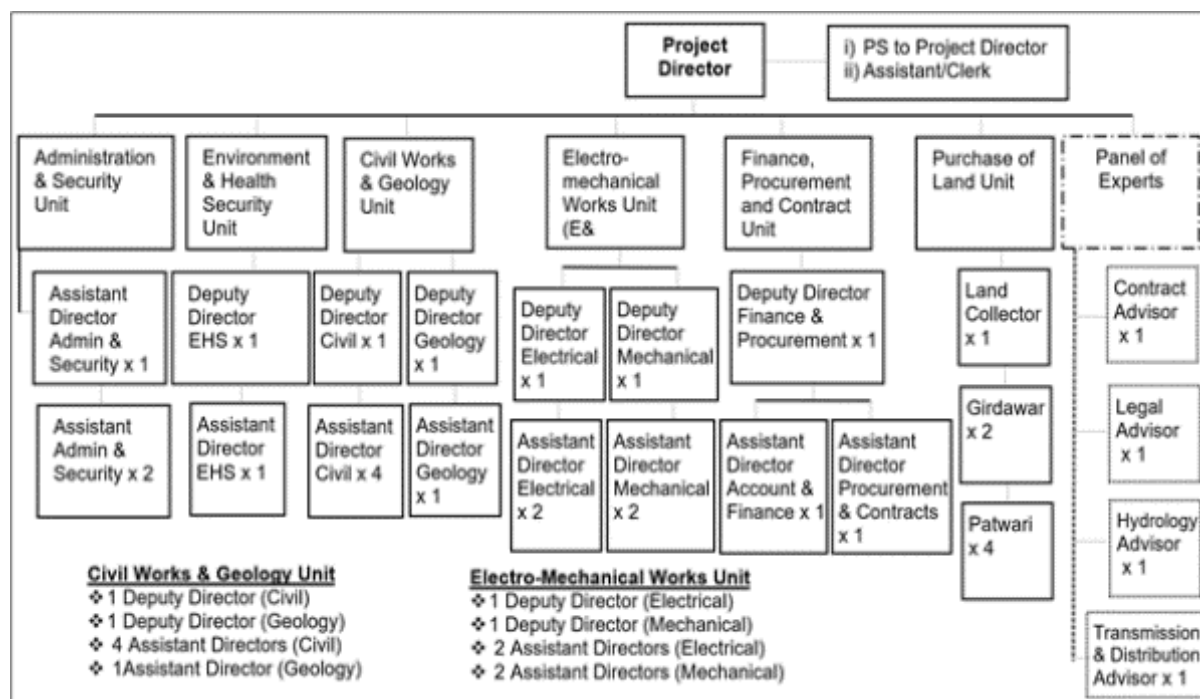 Project
Director
i) PS to Project Director
ii) Assistant/Clerk
Administration
& Security
Unit
Environment
& Health
Security
Unit
Civil Works
& Geology
Unit
Electro-
mechanical
Works Unit
(E&
Finance,
Procurement
and Contract
Unit
Purchase of
Land Unit
Panel of
Experts
Assistant
Director
Admin &
Security x 1
Deputy
Director
EHS x 1
Deputy
Director
Civil x 1
Deputy
Director
Geology
x 1
Deputy
Director
Electrical
x 1
Deputy
Director
Mechanical
x 1
Deputy Director
Finance &
Procurement x 1
Land
Collector
x 1
Contract
Advisor
x 1
Assistant
Admin &
Security x 2
Assistant
Director
EHS x 1
Assistant
Director
Civil x 4
Assistant
Director
Geology
x 1
Assistant
Director
Electrical
x 2
Assistant
Director
Mechanical
x 2
Assistant
Director
Account &
Finance x 1
Assistant
Director
Procurement
& Contracts
x 1
Girdawar
x 2
Legal
Advisor
x 1
Patwari
x 4
Hydrology
Advisor
x 1
Transmission
& Distribution
Advisor x 1
Civil Works & Geology Unit
❖ 1 Deputy Director (Civil)
❖ 1 Deputy Director (Geology)
❖ 4 Assistant Directors (Civil)
❖ 1Assistant Director (Geology)
Electro-Mechanical Works Unit
❖ 1 Deputy Director (Electrical)
❖ 1 Deputy Director (Mechanical)
❖ 2 Assistant Directors (Electrical)
❖ 2 Assistant Directors (Mechanical)